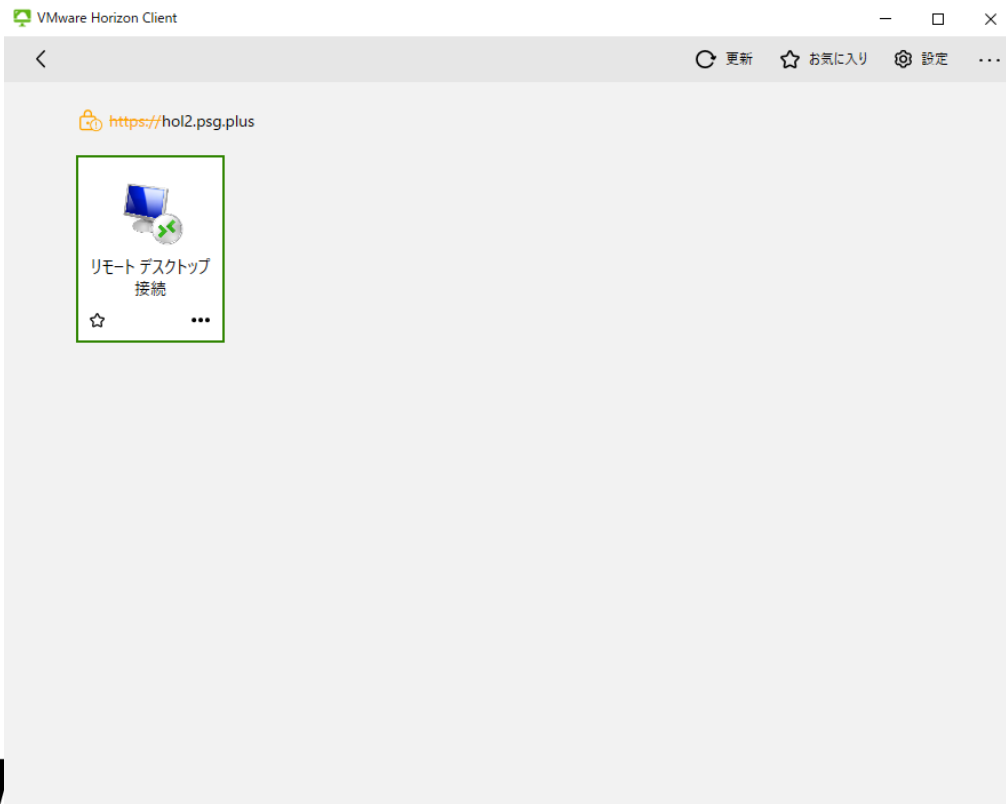 VMware Horizon Client
更新 お気に入り 設定
https://hol2.psg.plus
リモート デスクトップ
接続